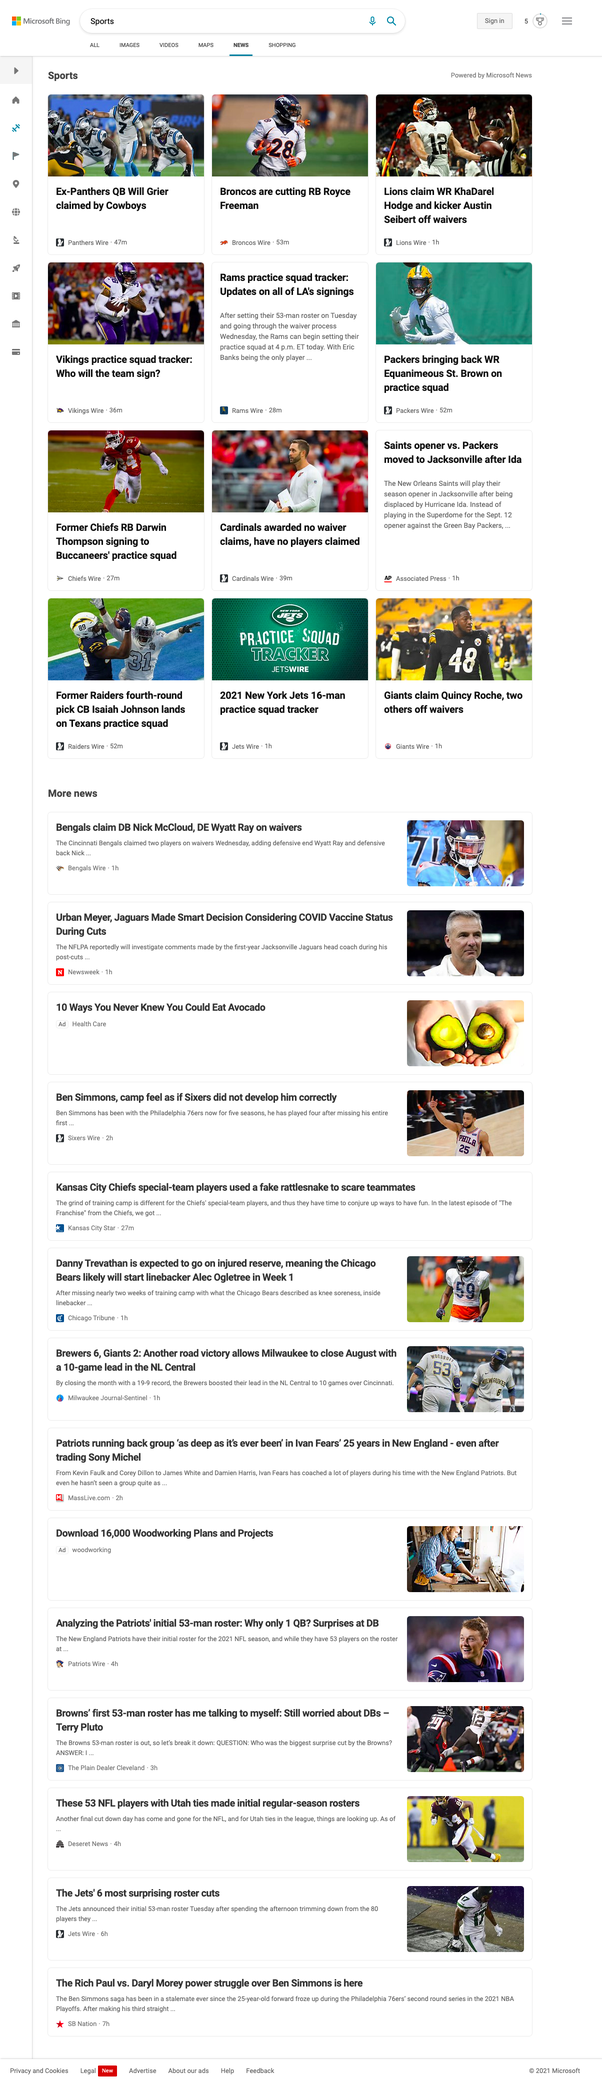 Microsoft Bing
Sports
Sign in
5
ALL
IMAGES
VIDEOS
MAPS
NEWS
SHOPPING
Sports
Powered by Microsoft News
Ex-Panthers QB Will Grier
claimed by Cowboys
Panthers Wire · 47m
Broncos are cutting RB Royce
Freeman
Broncos Wire · 53m
Lions claim WR KhaDarel
Hodge and kicker Austin
Seibert off waivers
Lions Wire · 1h
Vikings practice squad tracker:
Who will the team sign?
Vikings Wire · 36m
Rams practice squad tracker:
Updates on all of LA's signings
After setting their 53-man roster on Tuesday
and going through the waiver process
Wednesday, the Rams can begin setting their
practice squad at 4 p.m. ET today. With Eric
Banks being the only player ...
Rams Wire · 28m
Packers bringing back WR
Equanimeous St. Brown on
practice squad
Packers Wire · 52m
Former Chiefs RB Darwin
Thompson signing to
Buccaneers' practice squad
Chiefs Wire · 27m
Cardinals awarded no waiver
claims, have no players claimed
Cardinals Wire · 39m
Saints opener vs. Packers
moved to Jacksonville after Ida
The New Orleans Saints will play their
season opener in Jacksonville after being
displaced by Hurricane Ida. Instead of
playing in the Superdome for the Sept. 12
opener against the Green Bay Packers, ...
AP Associated Press · 1h
Former Raiders fourth-round
pick CB Isaiah Johnson lands
on Texans practice squad
Raiders Wire · 52m
NEW YORK
JETS
PRACTICE SQUAD
TRACKER
JETSWIRE
2021 New York Jets 16-man
practice squad tracker
Jets Wire · 1h
48
Giants claim Quincy Roche, two
others off waivers
Giants Wire · 1h
More news
Bengals claim DB Nick McCloud, DE Wyatt Ray on waivers
The Cincinnati Bengals claimed two players on waivers Wednesday, adding defensive end Wyatt Ray and defensive
back Nick ...
Bengals Wire · 1h
Urban Meyer, Jaguars Made Smart Decision Considering COVID Vaccine Status
During Cuts
The NFLPA reportedly will investigate comments made by the first-year Jacksonville Jaguars head coach during his
post-cuts ...
N Newsweek · 1h
10 Ways You Never Knew You Could Eat Avocado
Ad Health Care
Ben Simmons, camp feel as if Sixers did not develop him correctly
Ben Simmons has been with the Philadelphia 76ers now for five seasons, he has played four after missing his entire
first ...
Sixers Wire · 2h
PHILA
25
Kansas City Chiefs special-team players used a fake rattlesnake to scare teammates
The grind of training camp is different for the Chiefs' special-team players, and thus they have time to conjure up ways to have fun. In the latest episode of "The
Franchise" from the Chiefs, we got ...
Kansas City Star · 27m
Danny Trevathan is expected to go on injured reserve, meaning the Chicago
Bears likely will start linebacker Alec Ogletree in Week 1
After missing nearly two weeks of training camp with what the Chicago Bears described as knee soreness, inside
linebacker ...
Chicago Tribune · 1h
59
Brewers 6, Giants 2: Another road victory allows Milwaukee to close August with
a 10-game lead in the NL Central
By closing the month with a 19-9 record, the Brewers boosted their lead in the NL Central to 10 games over Cincinnati.
Milwaukee Journal-Sentinel · 1h
53
Patriots running back group 'as deep as it's ever been' in Ivan Fears' 25 years in New England - even after
trading Sony Michel
From Kevin Faulk and Corey Dillon to James White and Damien Harris, Ivan Fears has coached a lot of players during his time with the New England Patriots. But
even he hasn't seen a group quite as ...
MassLive.com · 2h
Download 16,000 Woodworking Plans and Projects
Ad woodworking
Analyzing the Patriots' initial 53-man roster: Why only 1 QB? Surprises at DB
The New England Patriots have their initial roster for the 2021 NFL season, and while they have 53 players on the roster
at ...
Patriots Wire · 4h
Browns' first 53-man roster has me talking to myself: Still worried about DBs –
Terry Pluto
The Browns 53-man roster is out, so let's break it down: QUESTION: Who was the biggest surprise cut by the Browns?
ANSWER: I ...
The Plain Dealer Cleveland · 3h
These 53 NFL players with Utah ties made initial regular-season rosters
Another final cut down day has come and gone for the NFL, and for Utah ties in the league, things are looking up. As of
...
Deseret News · 4h
The Jets' 6 most surprising roster cuts
The Jets announced their initial 53-man roster Tuesday after spending the afternoon trimming down from the 80
players they ...
Jets Wire · 6h
The Rich Paul vs. Daryl Morey power struggle over Ben Simmons is here
The Ben Simmons saga has been in a stalemate ever since the 25-year-old forward froze up during the Philadelphia 76ers' second round series in the 2021 NBA
Playoffs. After making his third straight ...
SB Nation · 7h
Privacy and Cookies
Legal
New
Advertise
About our ads
Help
Feedback
© 2021 Microsoft